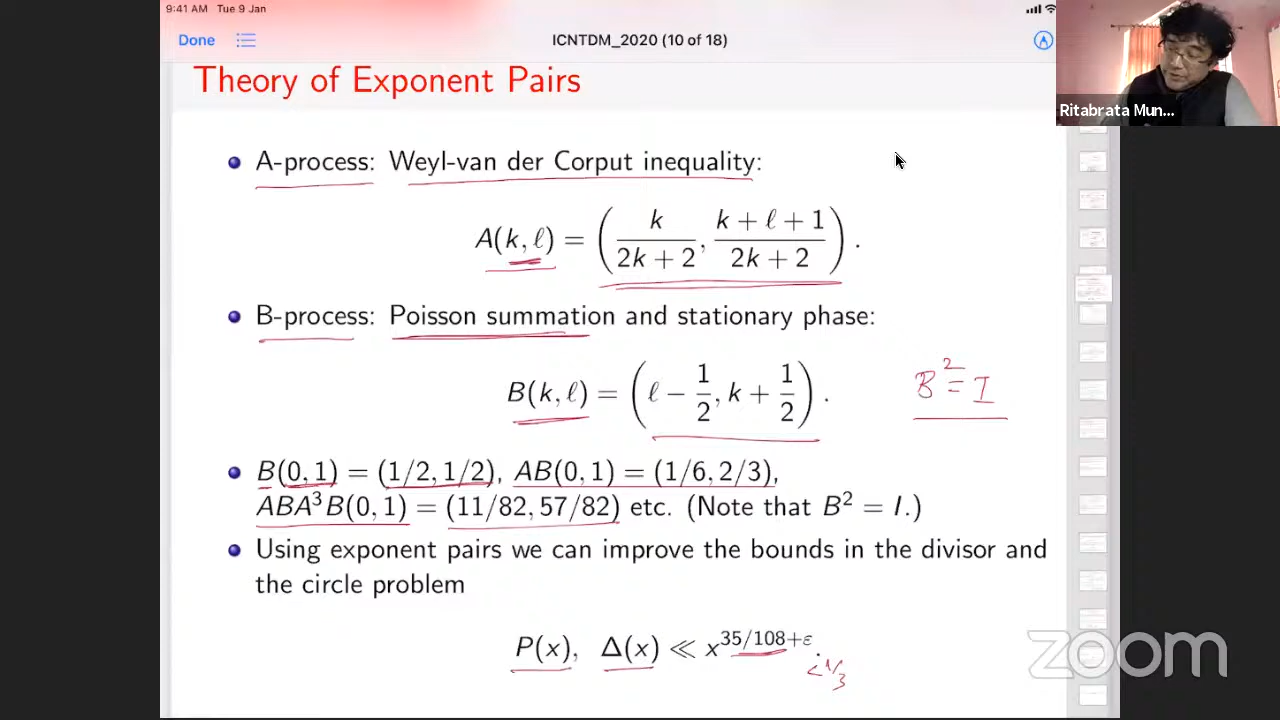 9:41 AM Tue 9 Jan
Done
ICNTDM_2020 (10 of 18)
Ritabrata Mun...
Theory of Exponent Pairs
A-process: Weyl-van der Corput inequality:
A(k, ℓ) = (k/(2k + 2), (k + ℓ + 1)/(2k + 2)).
B-process: Poisson summation and stationary phase:
B(k, ℓ) = (ℓ − 1/2, k + 1/2).
B² = I
B(0, 1) = (1/2, 1/2), AB(0, 1) = (1/6, 2/3),
ABA³B(0, 1) = (11/82, 57/82) etc. (Note that B² = I.)
Using exponent pairs we can improve the bounds in the divisor and
the circle problem
P(x), Δ(x) ≪ x^{35/108+ε}.
< 1/3
zoom